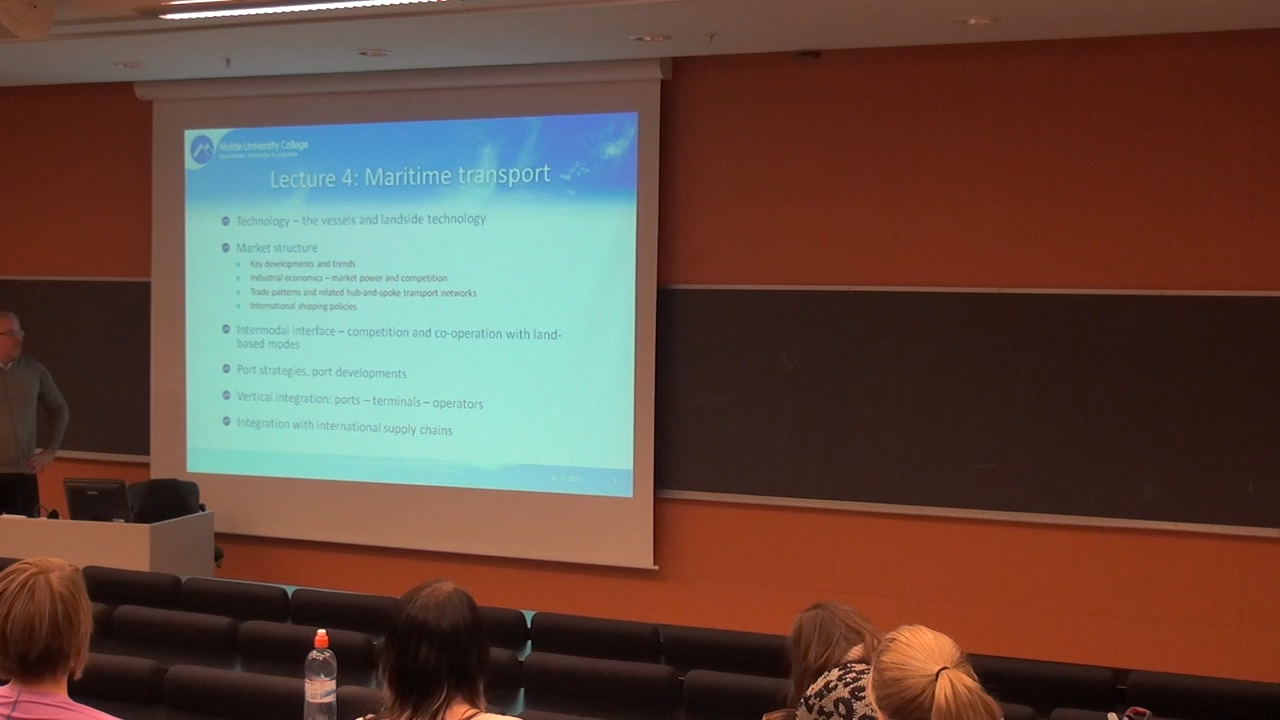 Molde University College
Lecture 4: Maritime transport
Technology – the vessels and landside technology
Market structure
Key developments and trends
Industrial economics – market power and competition
Trade patterns and related hub-and-spoke transport networks
International shipping policies
Intermodal interface – competition and co-operation with land-
based modes
Port strategies, port developments
Vertical integration: ports – terminals – operators
Integration with international supply chains